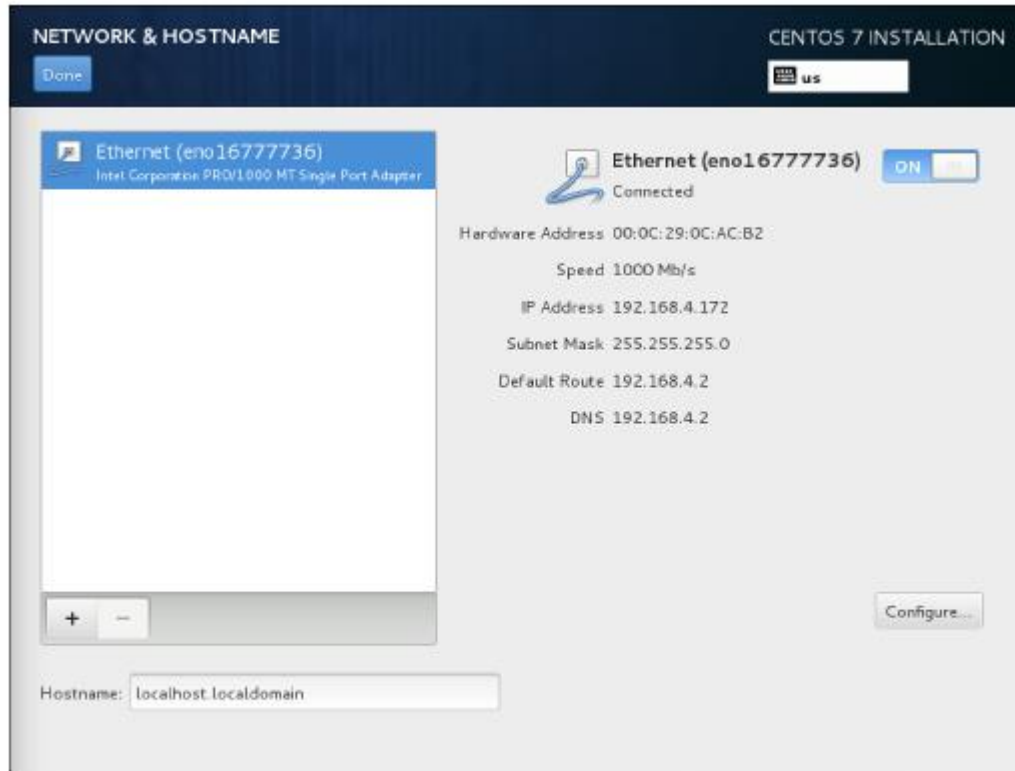 NETWORK & HOSTNAME
CENTOS 7 INSTALLATION
Done
us
Ethernet (eno16777736)
Intel Corporation PRO/1000 MT Single Port Adapter
Ethernet (eno16777736)
ON
Connected
Hardware Address 00:0C:29:0C:AC:B2
Speed 1000 Mb/s
IP Address 192.168.4.172
Subnet Mask 255.255.255.0
Default Route 192.168.4.2
DNS 192.168.4.2
+ −
Configure...
Hostname: localhost.localdomain